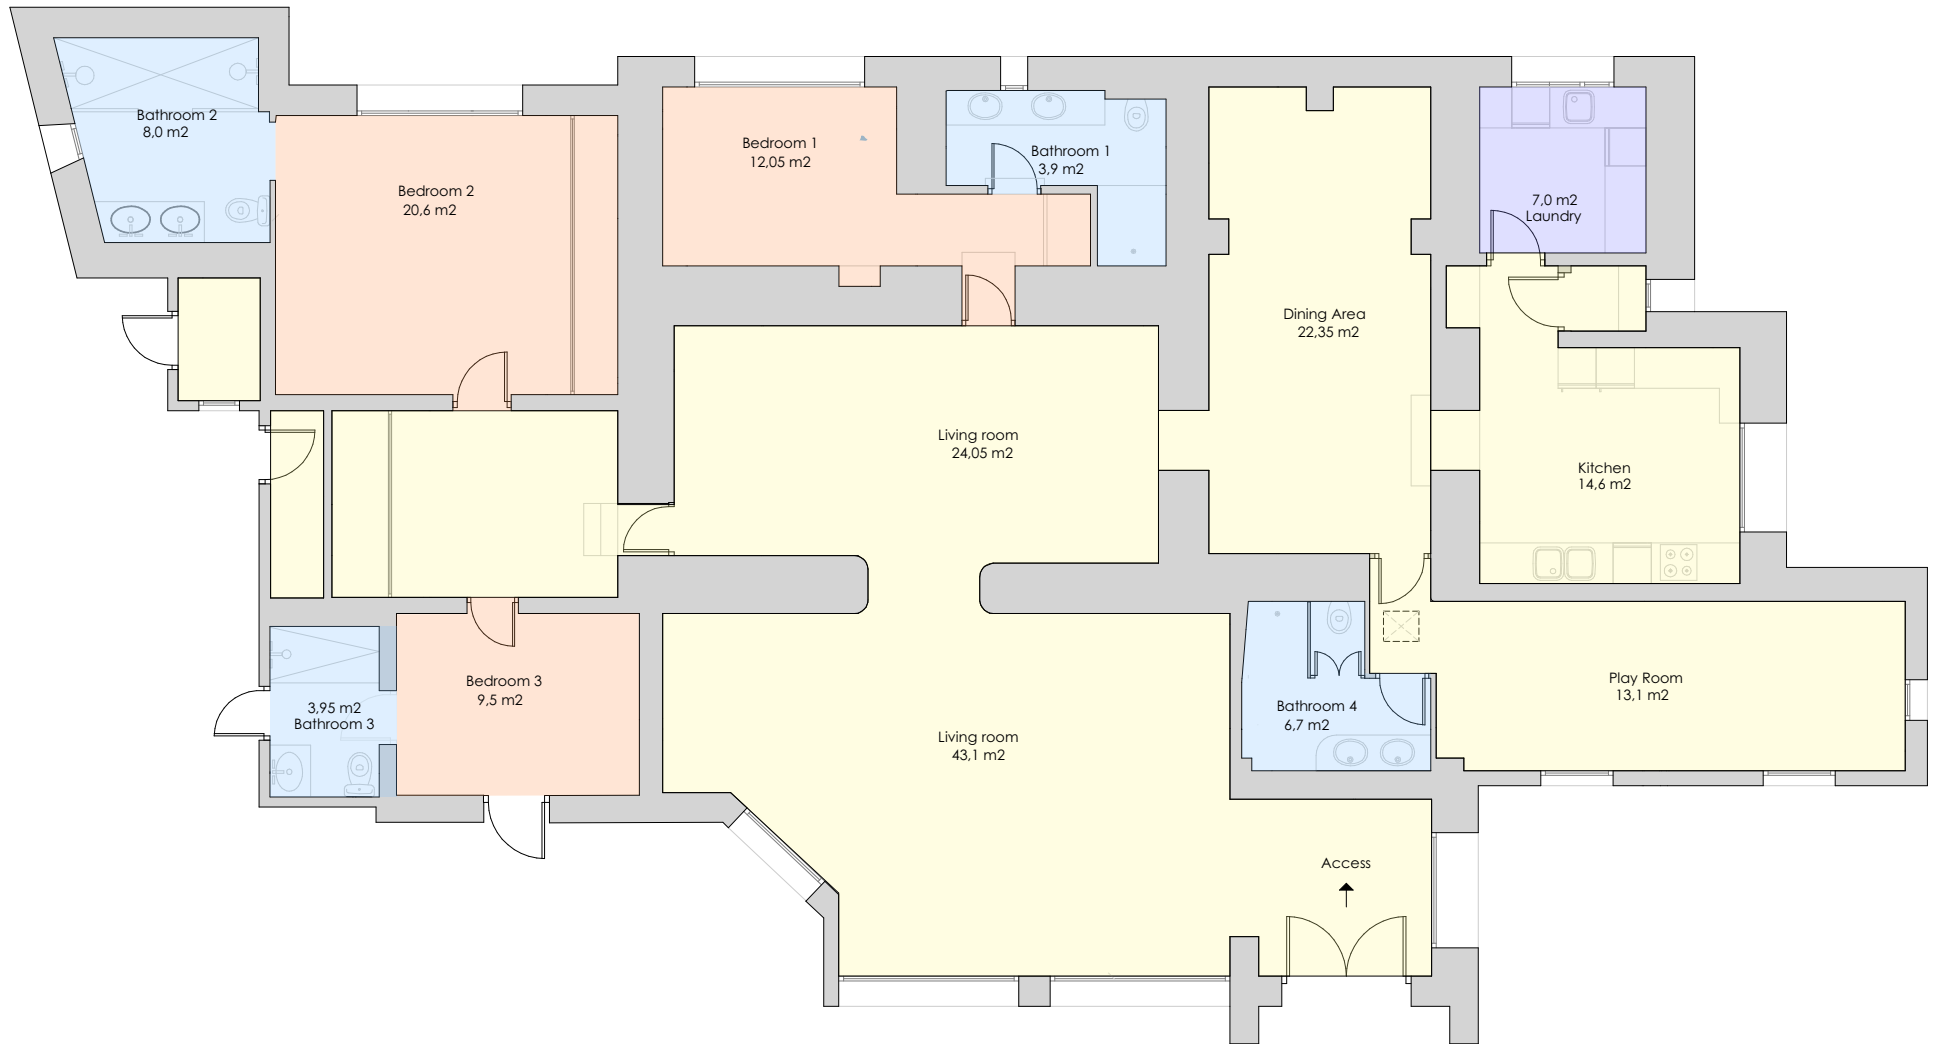 Bathroom 2
8,0 m2
Bedroom 2
20,6 m2
Bedroom 1
12,05 m2
Bathroom 1
3,9 m2
7,0 m2
Laundry
Dining Area
22,35 m2
Living room
24,05 m2
Kitchen
14,6 m2
Bedroom 3
9,5 m2
3,95 m2
Bathroom 3
Living room
43,1 m2
Bathroom 4
6,7 m2
Play Room
13,1 m2
Access